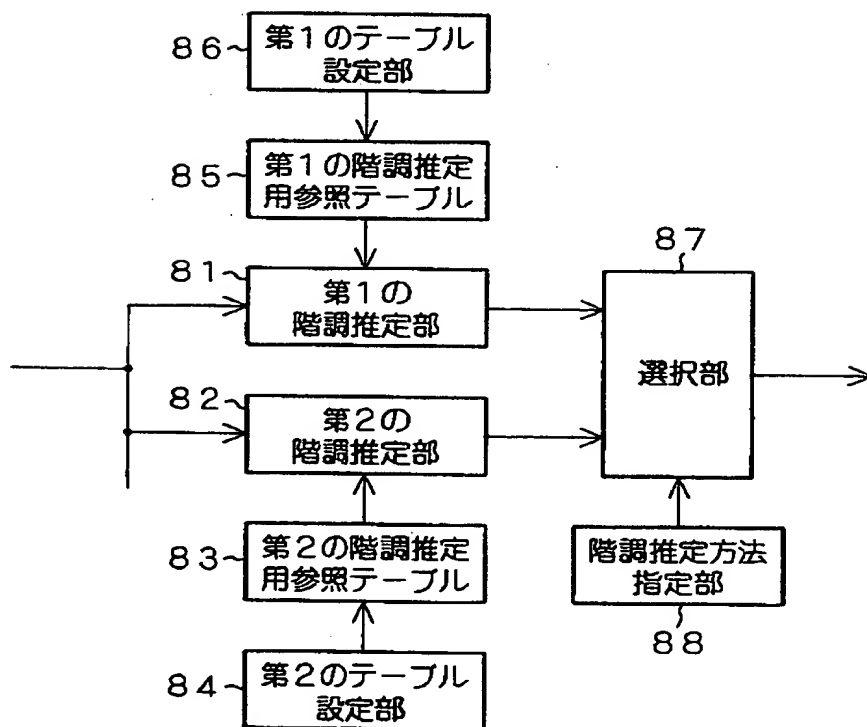 86
第1のテーブル
設定部
85
第1の階調推定
用参照テーブル
81
第1の
階調推定部
87
選択部
82
第2の
階調推定部
83
第2の階調推定
用参照テーブル
階調推定方法
指定部
88
84
第2のテーブル
設定部